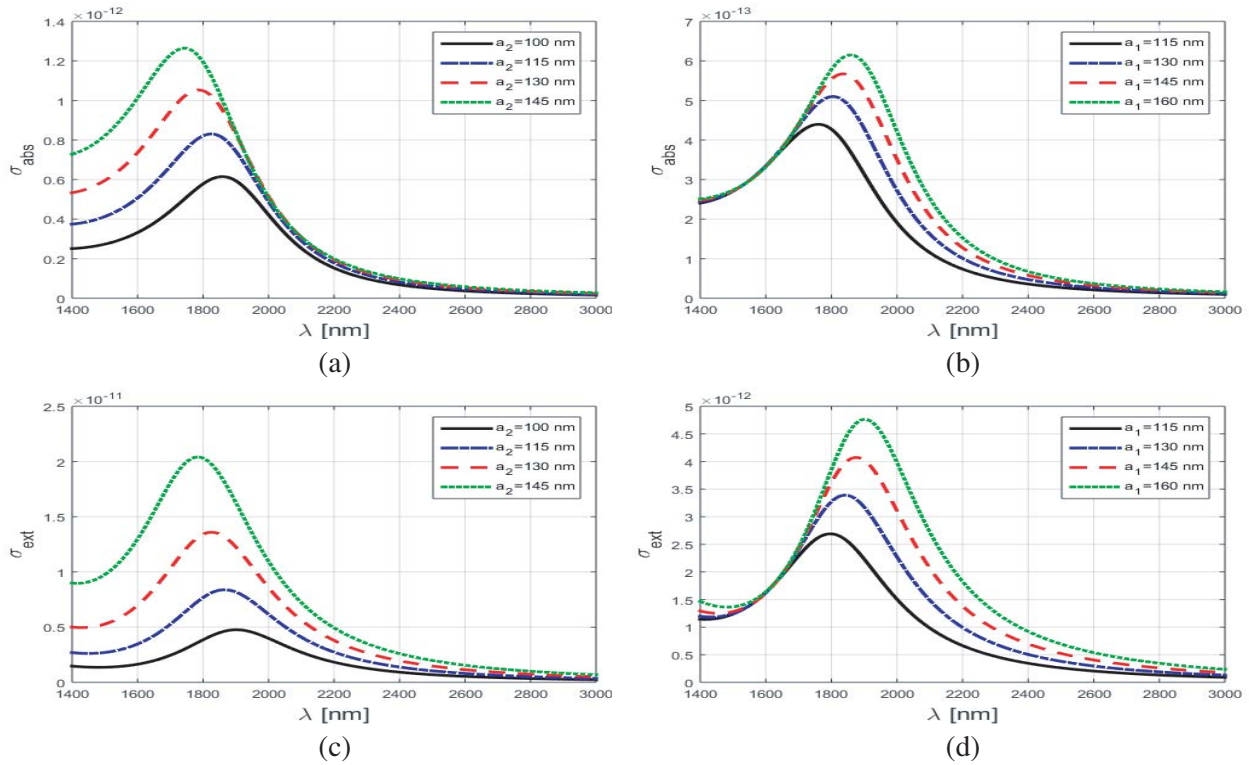 × 10⁻¹²
1.4
1.2
1
0.8
0.6
0.4
0.2
0
σabs
a₂=100 nm
a₂=115 nm
a₂=130 nm
a₂=145 nm
1400 1600 1800 2000 2200 2400 2600 2800 3000
λ [nm]
(a)
× 10⁻¹³
7
6
5
4
3
2
1
0
σabs
a₁=115 nm
a₁=130 nm
a₁=145 nm
a₁=160 nm
1400 1600 1800 2000 2200 2400 2600 2800 3000
λ [nm]
(b)
× 10⁻¹¹
2.5
2
1.5
1
0.5
0
σext
a₂=100 nm
a₂=115 nm
a₂=130 nm
a₂=145 nm
1400 1600 1800 2000 2200 2400 2600 2800 3000
λ [nm]
(c)
× 10⁻¹²
5
4.5
4
3.5
3
2.5
2
1.5
1
0.5
0
σext
a₁=115 nm
a₁=130 nm
a₁=145 nm
a₁=160 nm
1400 1600 1800 2000 2200 2400 2600 2800 3000
λ [nm]
(d)